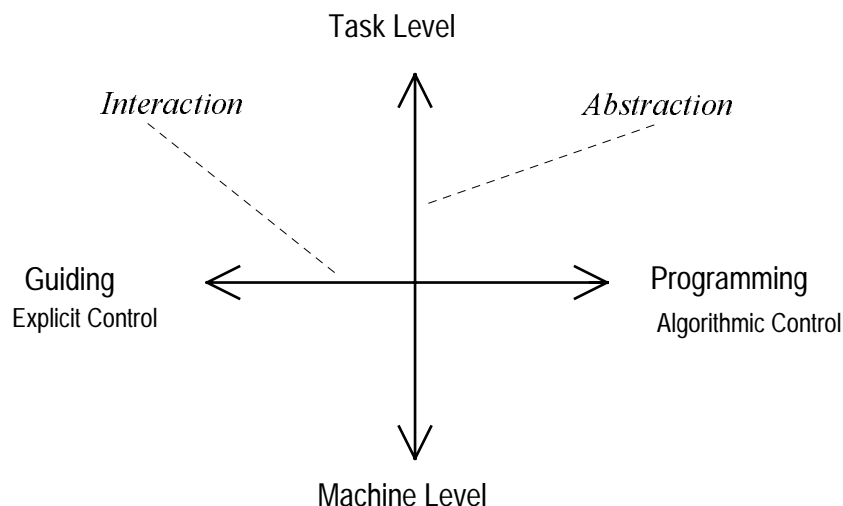 Task Level
Interaction
Abstraction
Guiding
Programming
Explicit Control
Algorithmic Control
Machine Level